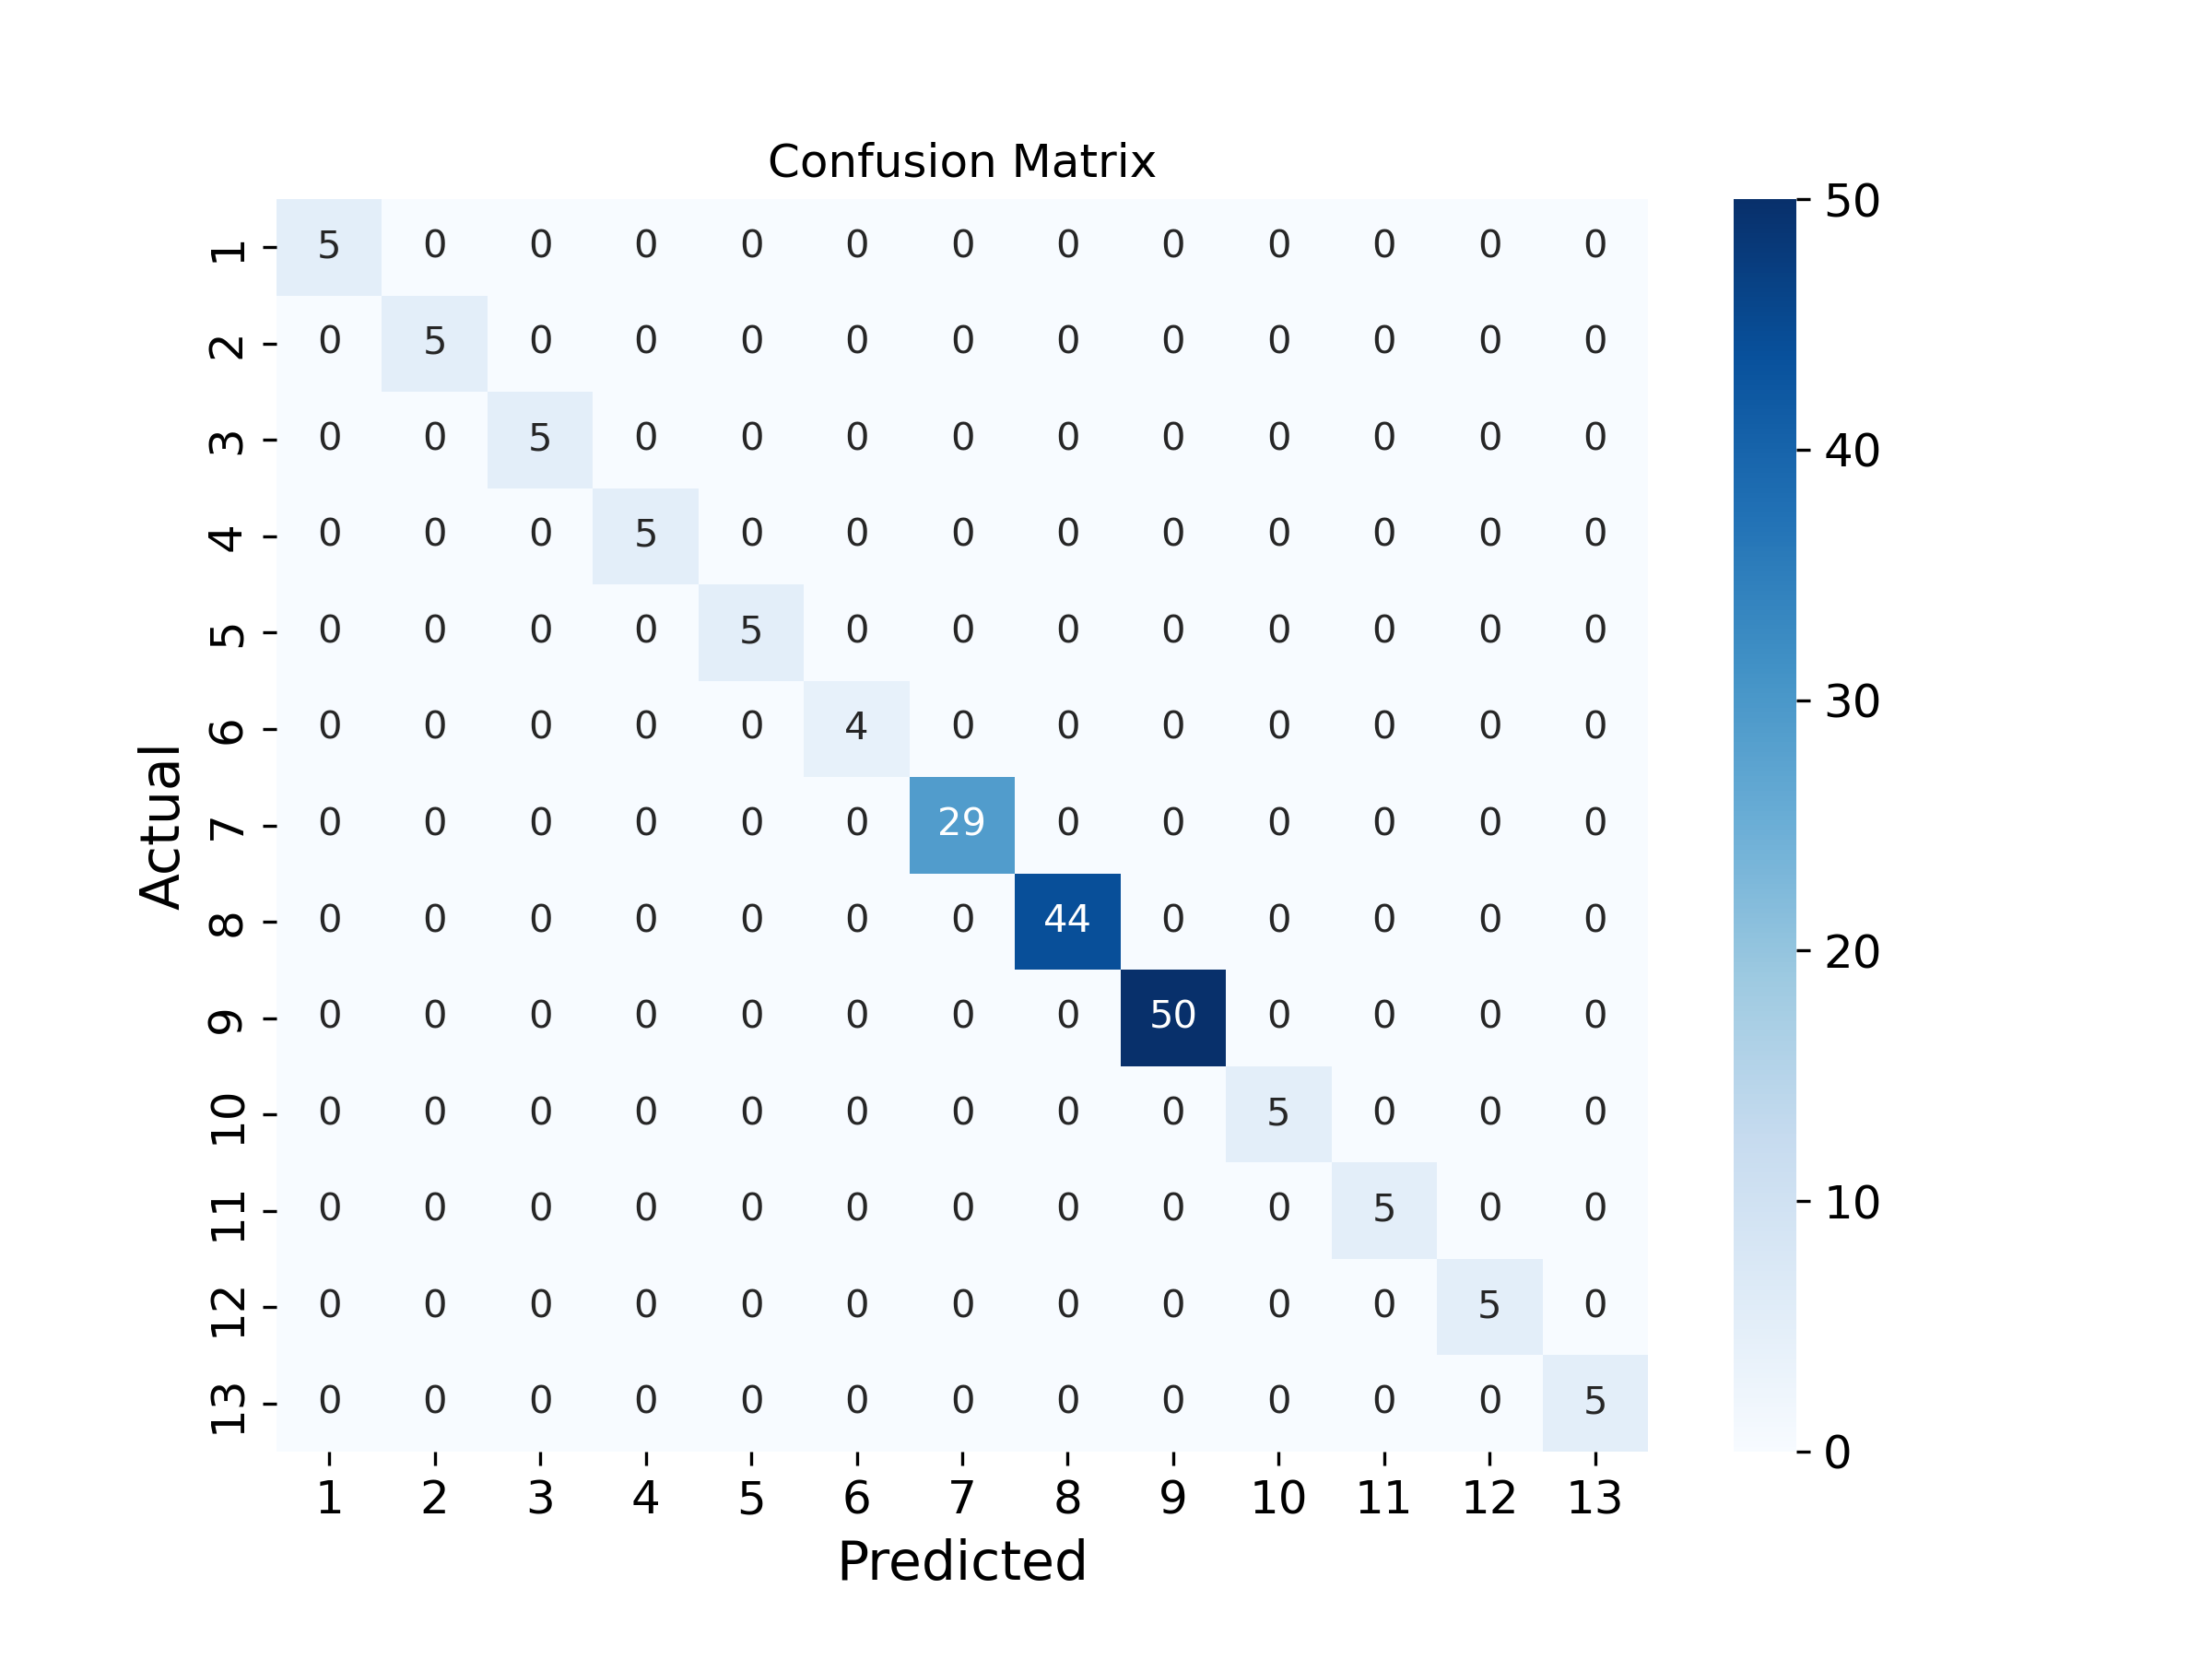 Confusion Matrix
1 5 0 0 0 0 0 0 0 0 0 0 0 0
2 0 5 0 0 0 0 0 0 0 0 0 0 0
3 0 0 5 0 0 0 0 0 0 0 0 0 0
4 0 0 0 5 0 0 0 0 0 0 0 0 0
5 0 0 0 0 5 0 0 0 0 0 0 0 0
6 0 0 0 0 0 4 0 0 0 0 0 0 0
7 0 0 0 0 0 0 29 0 0 0 0 0 0
8 0 0 0 0 0 0 0 44 0 0 0 0 0
9 0 0 0 0 0 0 0 0 50 0 0 0 0
10 0 0 0 0 0 0 0 0 0 5 0 0 0
11 0 0 0 0 0 0 0 0 0 0 5 0 0
12 0 0 0 0 0 0 0 0 0 0 0 5 0
13 0 0 0 0 0 0 0 0 0 0 0 0 5
1 2 3 4 5 6 7 8 9 10 11 12 13
Predicted
Actual
50
40
30
20
10
0